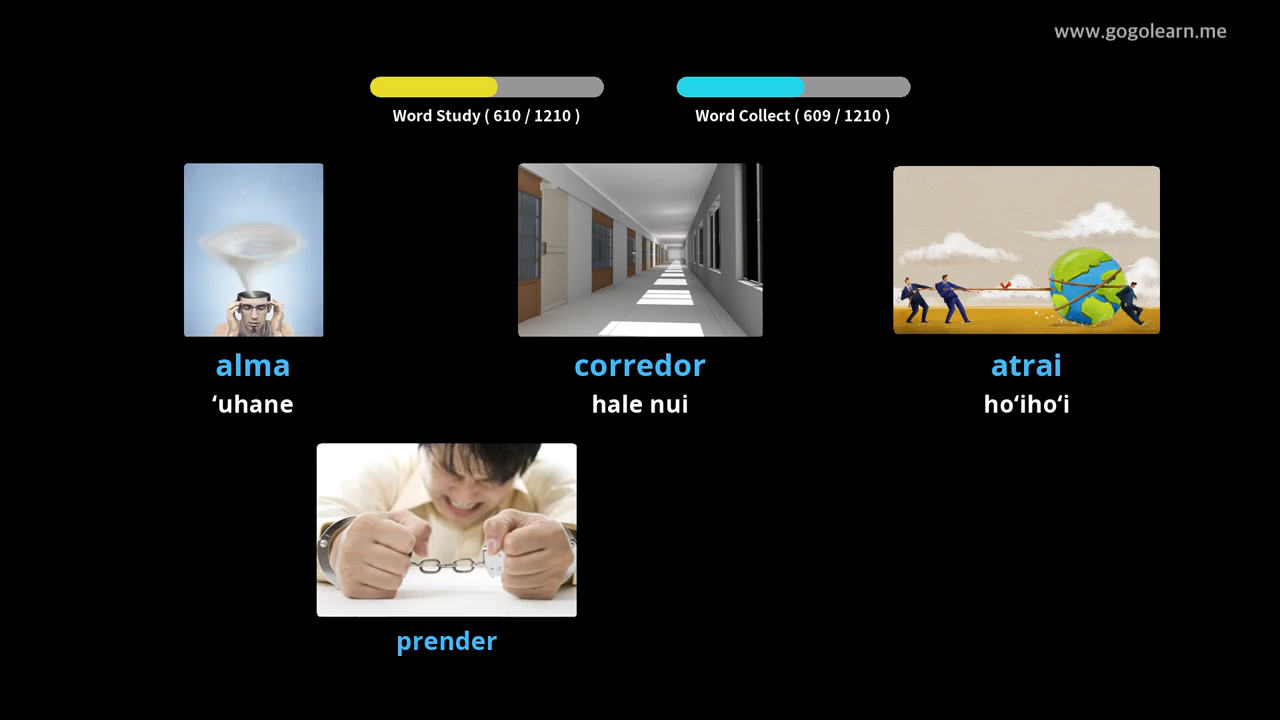 www.gogolearn.me
Word Study ( 610 / 1210 )
Word Collect ( 609 / 1210 )
alma
ʻuhane
corredor
hale nui
atrai
hoʻihoʻi
prender